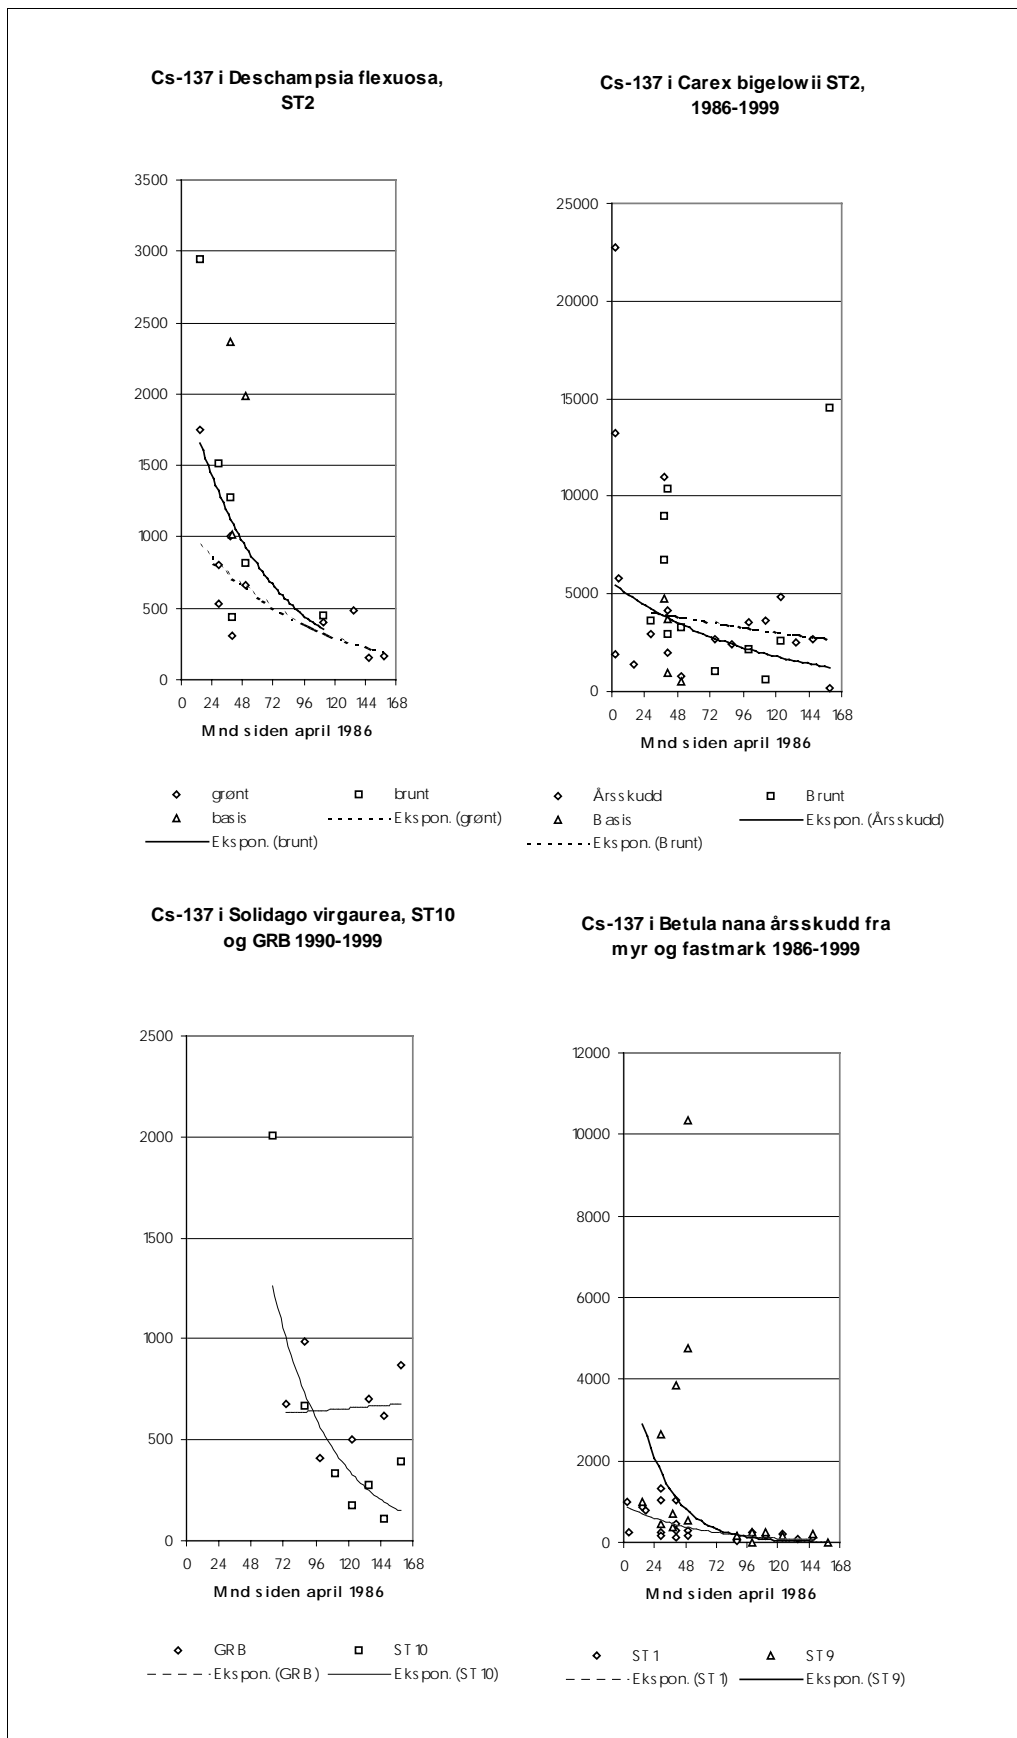 Cs-137 i Deschampsia flexuosa,
ST2
3500
3000
2500
2000
1500
1000
500
0
0 24 48 72 96 120 144 168
Mnd siden april 1986
grønt
brunt
basis
Ekspon. (grønt)
Ekspon. (brunt)
Cs-137 i Carex bigelowii ST2,
1986-1999
25000
20000
15000
10000
5000
0
0 24 48 72 96 120 144 168
Mnd siden april 1986
Årsskudd
Brunt
Basis
Ekspon. (Årsskudd)
Ekspon. (Brunt)
Cs-137 i Solidago virgaurea, ST10
og GRB 1990-1999
2500
2000
1500
1000
500
0
0 24 48 72 96 120 144 168
Mnd siden april 1986
GRB
ST10
Ekspon. (GRB)
Ekspon. (ST10)
Cs-137 i Betula nana årsskudd fra
myr og fastmark 1986-1999
12000
10000
8000
6000
4000
2000
0
0 24 48 72 96 120 144 168
Mnd siden april 1986
ST1
ST9
Ekspon. (ST1)
Ekspon. (ST9)